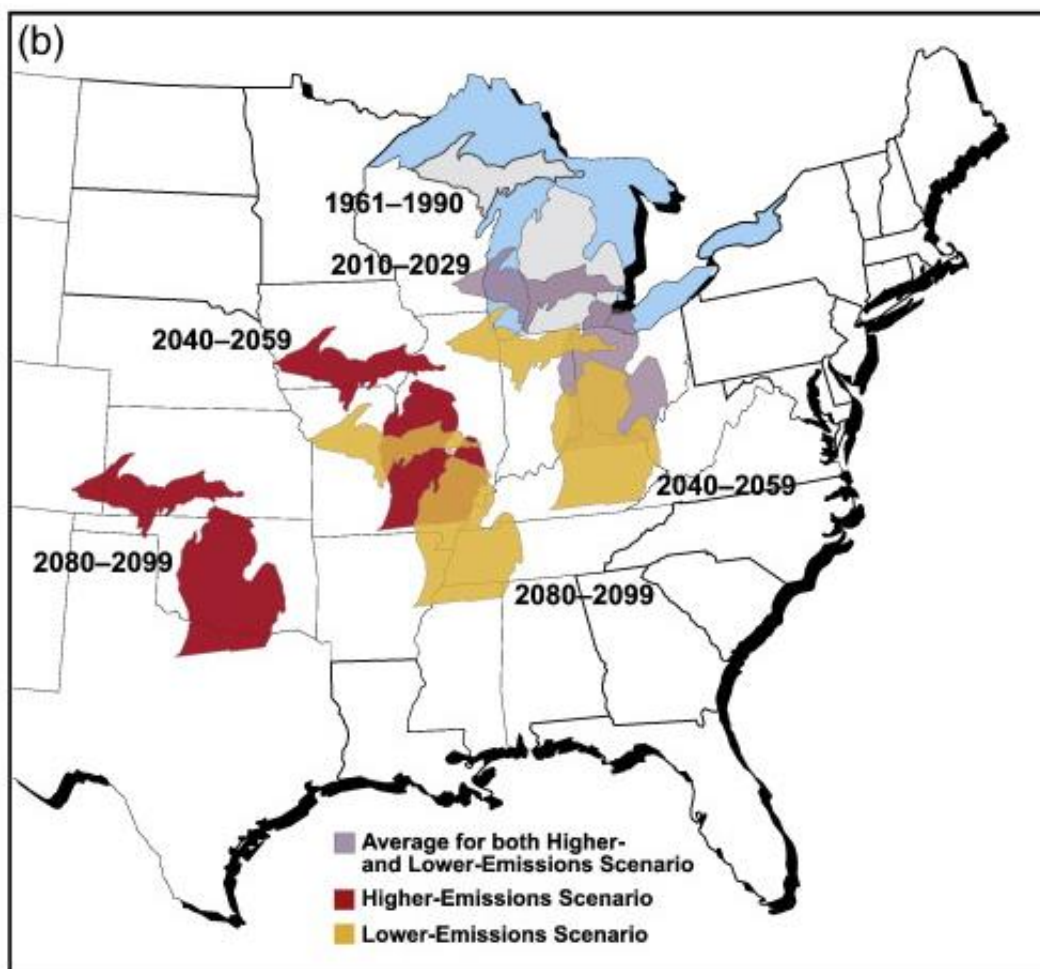 (b)
1961–1990
2010–2029
2040–2059
2040–2059
2080–2099
2080–2099
Average for both Higher-
and Lower-Emissions Scenario
Higher-Emissions Scenario
Lower-Emissions Scenario